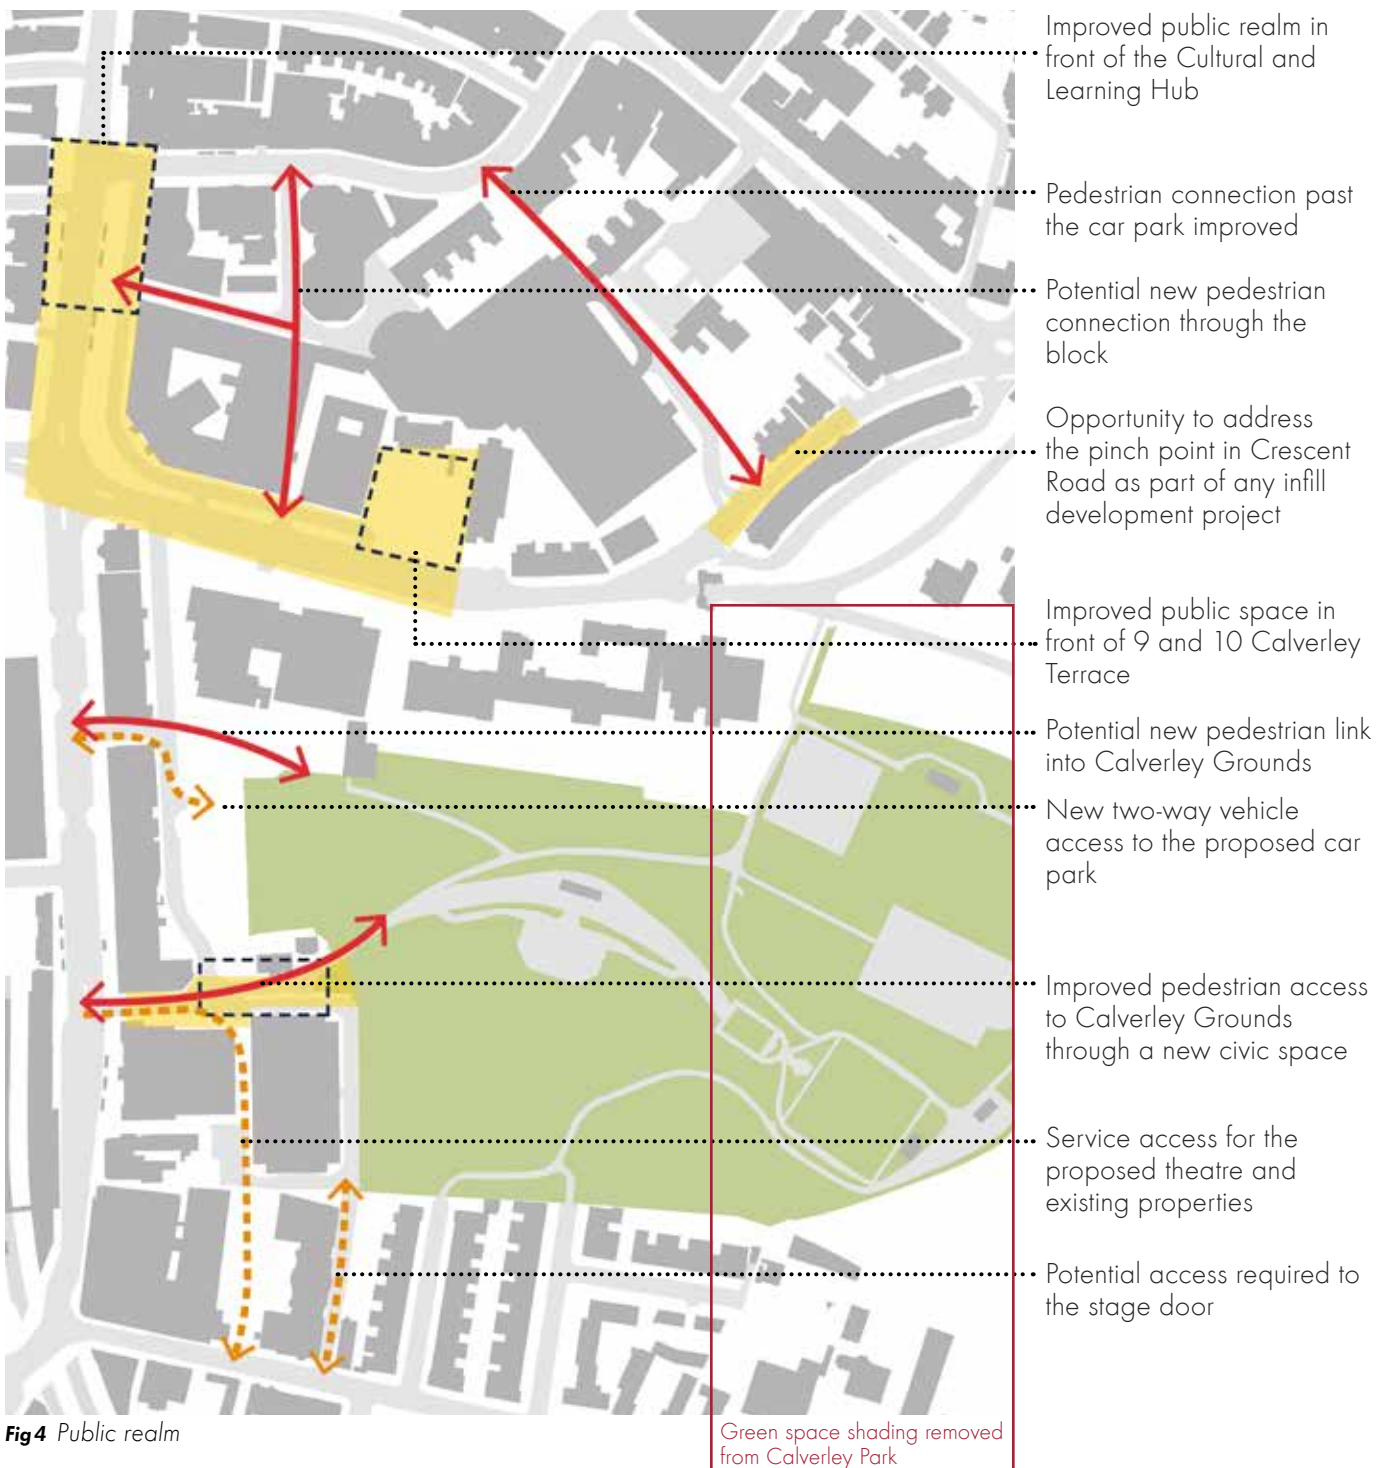 Improved public realm in
front of the Cultural and
Learning Hub
Pedestrian connection past
the car park improved
Potential new pedestrian
connection through the
block
Opportunity to address
the pinch point in Crescent
Road as part of any infill
development project
Improved public space in
front of 9 and 10 Calverley
Terrace
Potential new pedestrian link
into Calverley Grounds
New two-way vehicle
access to the proposed car
park
Improved pedestrian access
to Calverley Grounds
through a new civic space
Service access for the
proposed theatre and
existing properties
Potential access required to
the stage door
Fig 4 Public realm
Green space shading removed
from Calverley Park